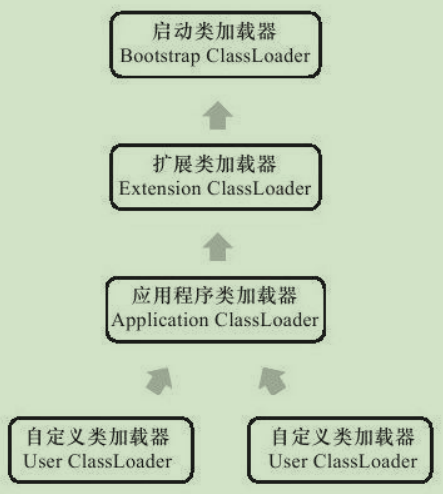 启动类加载器
Bootstrap ClassLoader
扩展类加载器
Extension ClassLoader
应用程序类加载器
Application ClassLoader
自定义类加载器
User ClassLoader
自定义类加载器
User ClassLoader